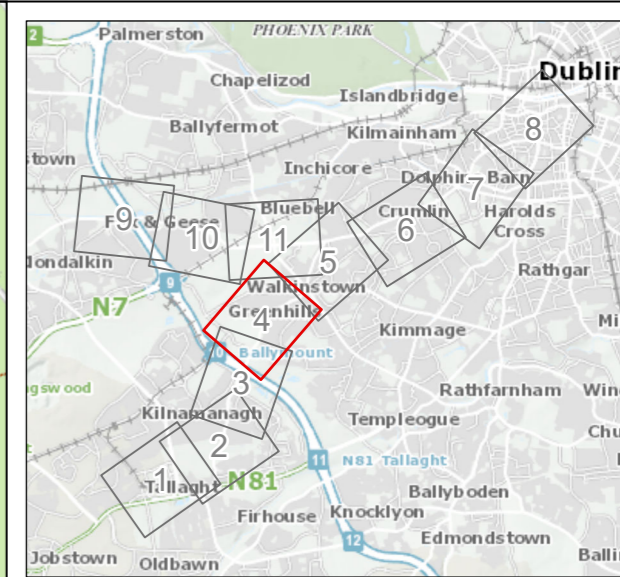 2
Palmerston
PHOENIX PARK
Dublin
Chapelizod
Islandbridge
Ballyfermot
Kilmainham
8
stown
Inchicore
Dolphin Barn
7
Fox & Geese
Bluebell
Crumlin
Harolds
Cross
9
10
11
6
londalkin
5
Rathgar
9
Walkinstown
N7
Greenhills
4
Mi
Kimmage
10
Ballymount
ngswood
3
Rathfarnham
Win
Kilnamanagh
Templeogue
Chu
2
11
N81 Tallaght
1
Tallaght
N81
Ballyboden
Firhouse
Knocklyon
Edmondstown
12
Jobstown
Oldbawn
Ballin